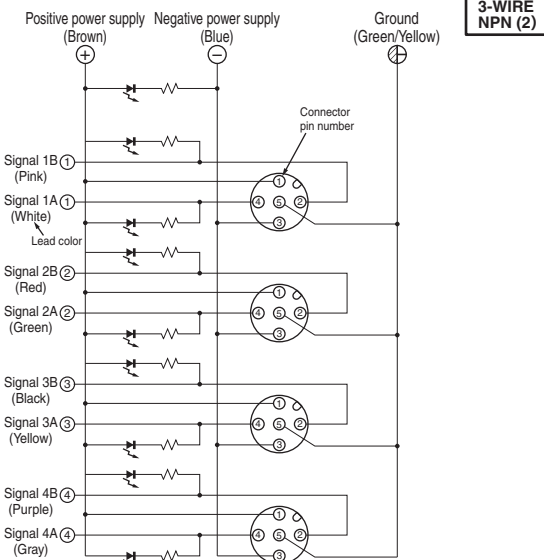 3-WIRE
NPN (2)
Positive power supply
(Brown)
+
Negative power supply
(Blue)
−
Ground
(Green/Yellow)
Connector
pin number
Signal 1B 1
(Pink)
Signal 1A 1
(White)
Lead color
1
4 5 2
3
Signal 2B 2
(Red)
Signal 2A 2
(Green)
1
4 5 2
3
Signal 3B 3
(Black)
Signal 3A 3
(Yellow)
1
4 5 2
3
Signal 4B 4
(Purple)
Signal 4A 4
(Gray)
1
4 5 2
3